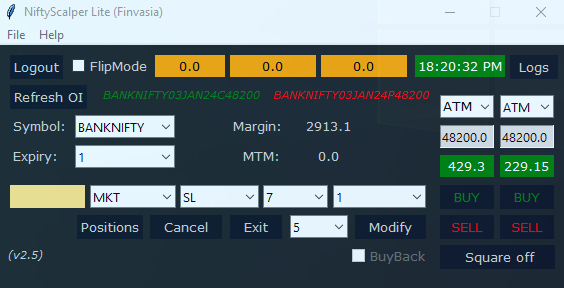 NiftyScalper Lite (Finvasia)
File Help
Logout FlipMode 0.0 0.0 0.0 18:20:32 PM Logs
Refresh OI BANKNIFTY03JAN24C48200 BANKNIFTY03JAN24P48200 ATM ATM
Symbol: BANKNIFTY Margin: 2913.1 48200.0 48200.0
Expiry: 1 MTM: 0.0 429.3 229.15
MKT SL 7 1 BUY BUY
Positions Cancel Exit 5 Modify SELL SELL
(v2.5) BuyBack Square off